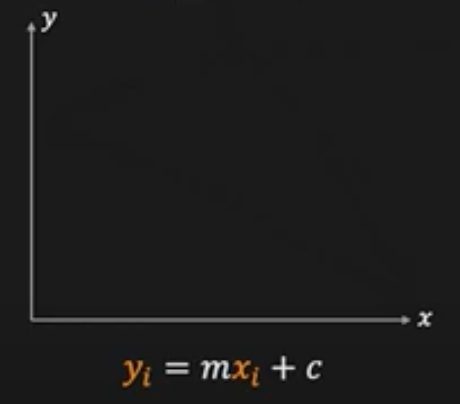 y
x
yᵢ = mxᵢ + c